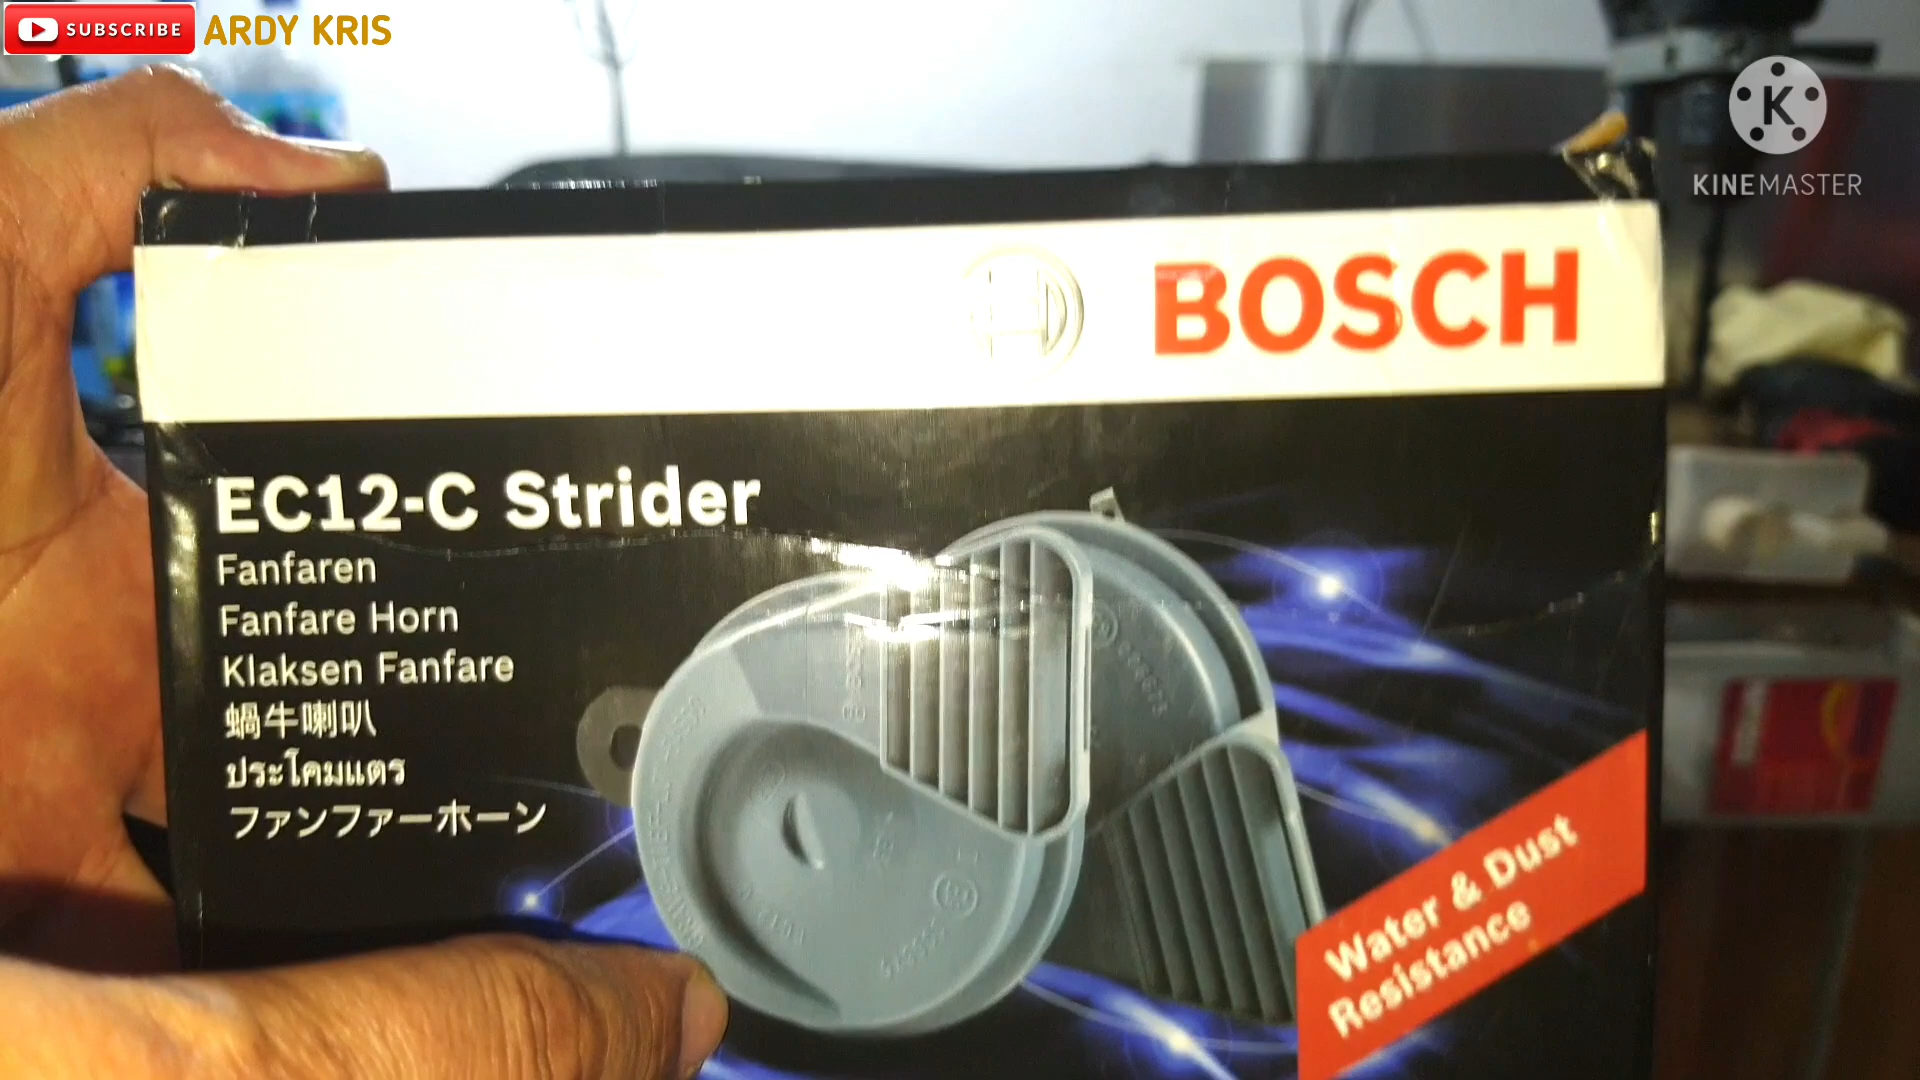 SUBSCRIBE ARDY KRIS
K
KINEMASTER
BOSCH
EC12-C Strider
Fanfaren
Fanfare Horn
Klaksen Fanfare
蝸牛喇叭
ประโคมแตร
ファンファーホーン
Water & Dust
Resistance